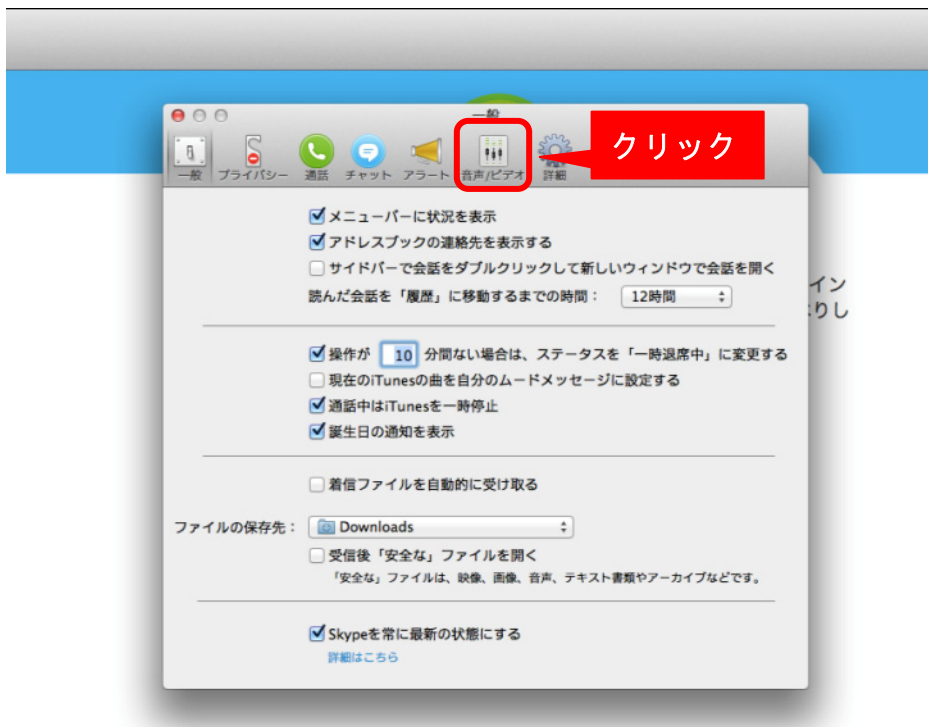 一般
クリック
一般 プライバシー 通話 チャット アラート 音声/ビデオ 詳細
メニューバーに状況を表示
アドレスブックの連絡先を表示する
サイドバーで会話をダブルクリックして新しいウィンドウで会話を開く
イン
読んだ会話を「履歴」に移動するまでの時間： 12時間
りし
操作が 10 分間ない場合は、ステータスを「一時退席中」に変更する
現在のiTunesの曲を自分のムードメッセージに設定する
通話中はiTunesを一時停止
誕生日の通知を表示
着信ファイルを自動的に受け取る
ファイルの保存先： Downloads
受信後「安全な」ファイルを開く
「安全な」ファイルは、映像、画像、音声、テキスト書類やアーカイブなどです。
Skypeを常に最新の状態にする
詳細はこちら